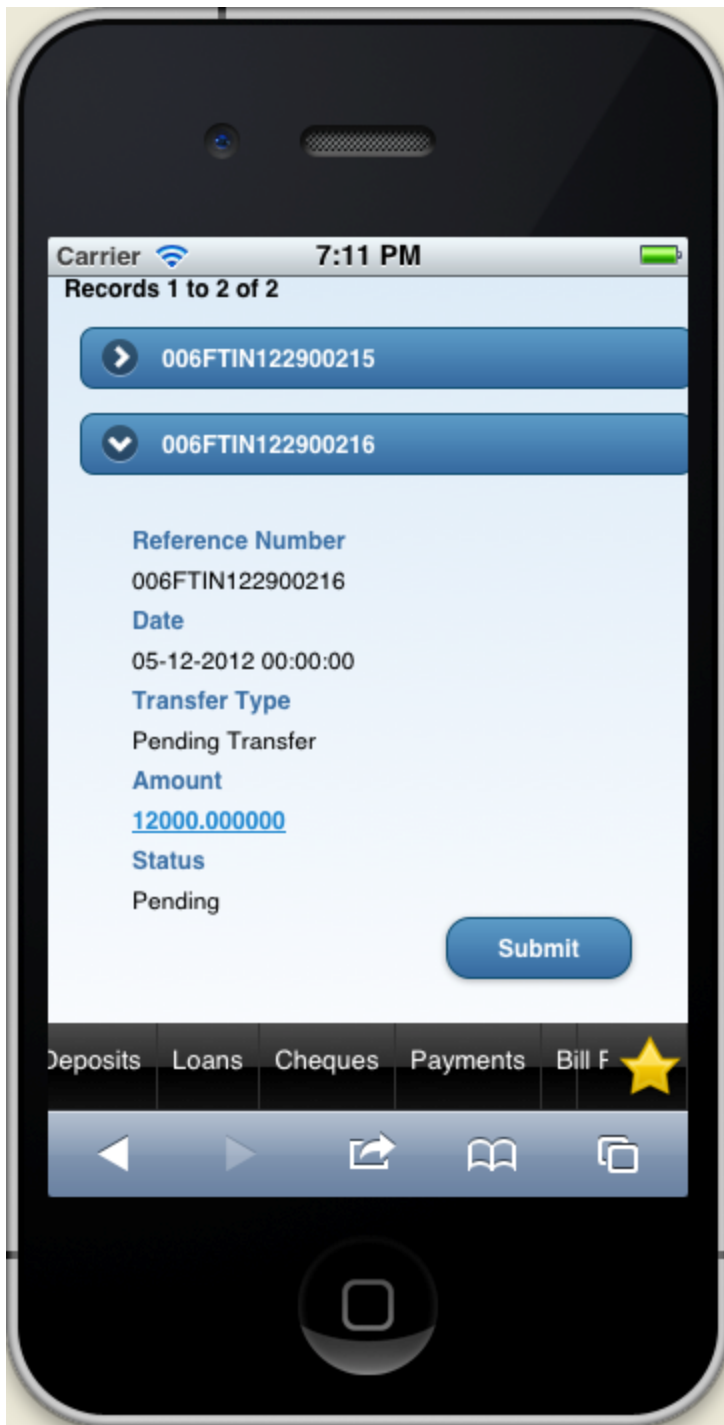 Carrier 7:11 PM
Records 1 to 2 of 2
006FTIN122900215
006FTIN122900216
Reference Number
006FTIN122900216
Date
05-12-2012 00:00:00
Transfer Type
Pending Transfer
Amount
12000.000000
Status
Pending
Submit
Deposits Loans Cheques Payments Bill